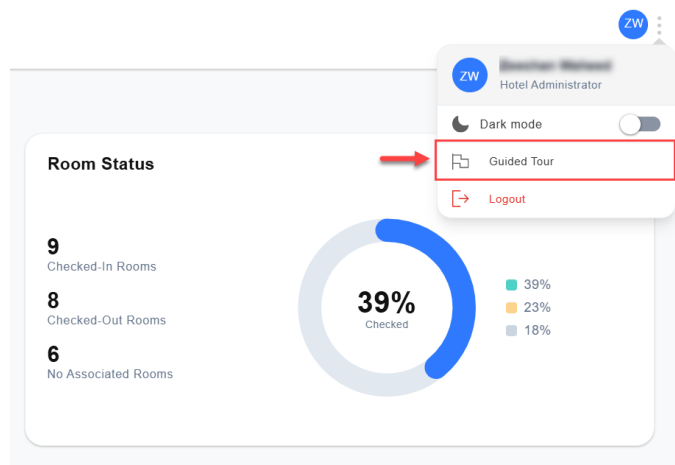 ZW
ZW
Hotel Administrator
Dark mode
Guided Tour
Logout
Room Status
9
Checked-In Rooms
8
Checked-Out Rooms
6
No Associated Rooms
39%
Checked
39%
23%
18%